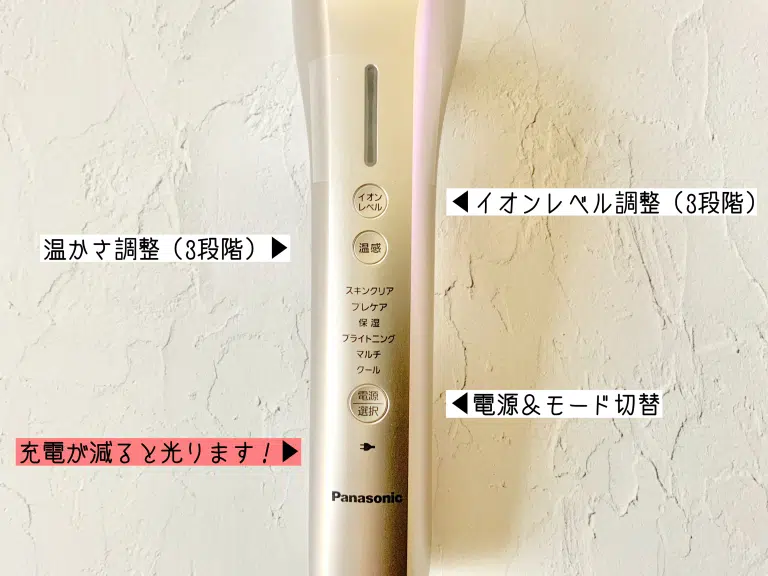 イオン
レベル
◀イオンレベル調整（3段階）
温かさ調整（3段階）▶
温感
スキンクリア
プレケア
保湿
ブライトニング
マルチ
クール
電源
選択
◀電源＆モード切替
充電が減ると光ります！▶
Panasonic